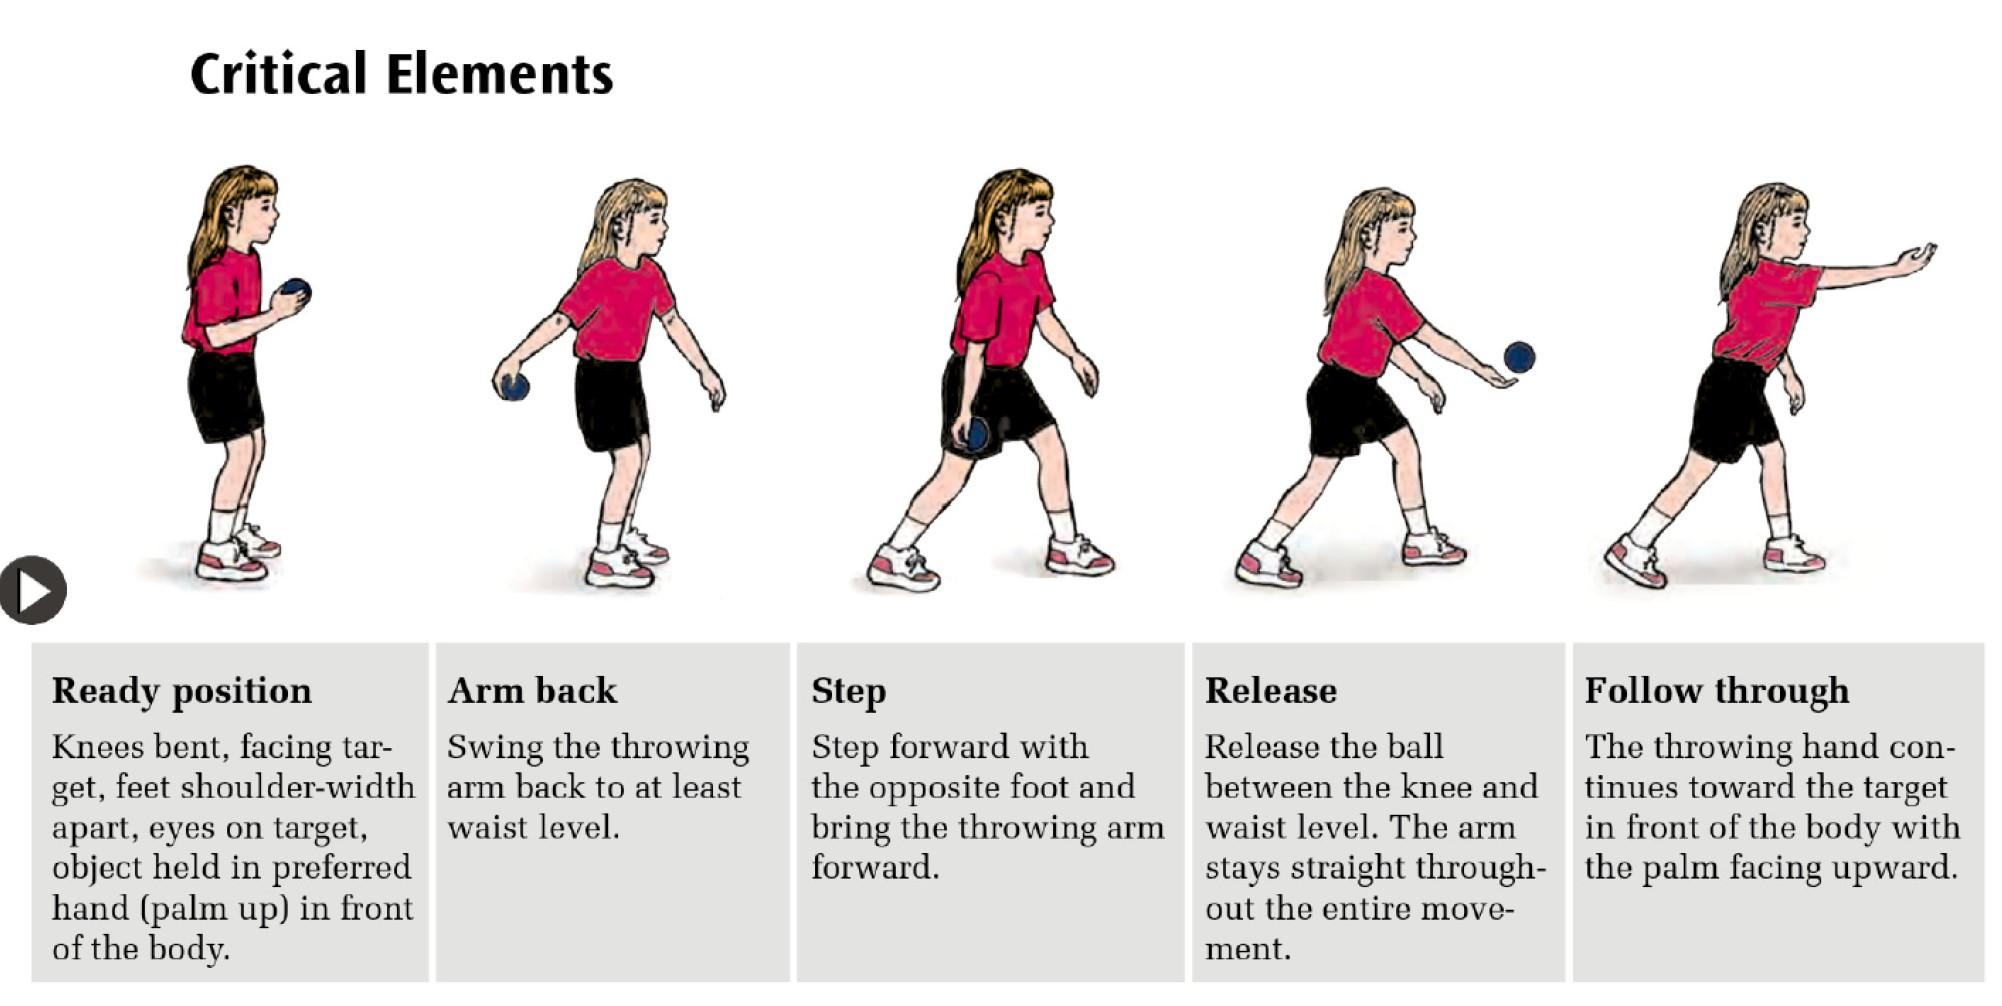 Critical Elements
Ready position
Knees bent, facing tar-
get, feet shoulder-width
apart, eyes on target,
object held in preferred
hand (palm up) in front
of the body.
Arm back
Swing the throwing
arm back to at least
waist level.
Step
Step forward with
the opposite foot and
bring the throwing arm
forward.
Release
Release the ball
between the knee and
waist level. The arm
stays straight through-
out the entire move-
ment.
Follow through
The throwing hand con-
tinues toward the target
in front of the body with
the palm facing upward.